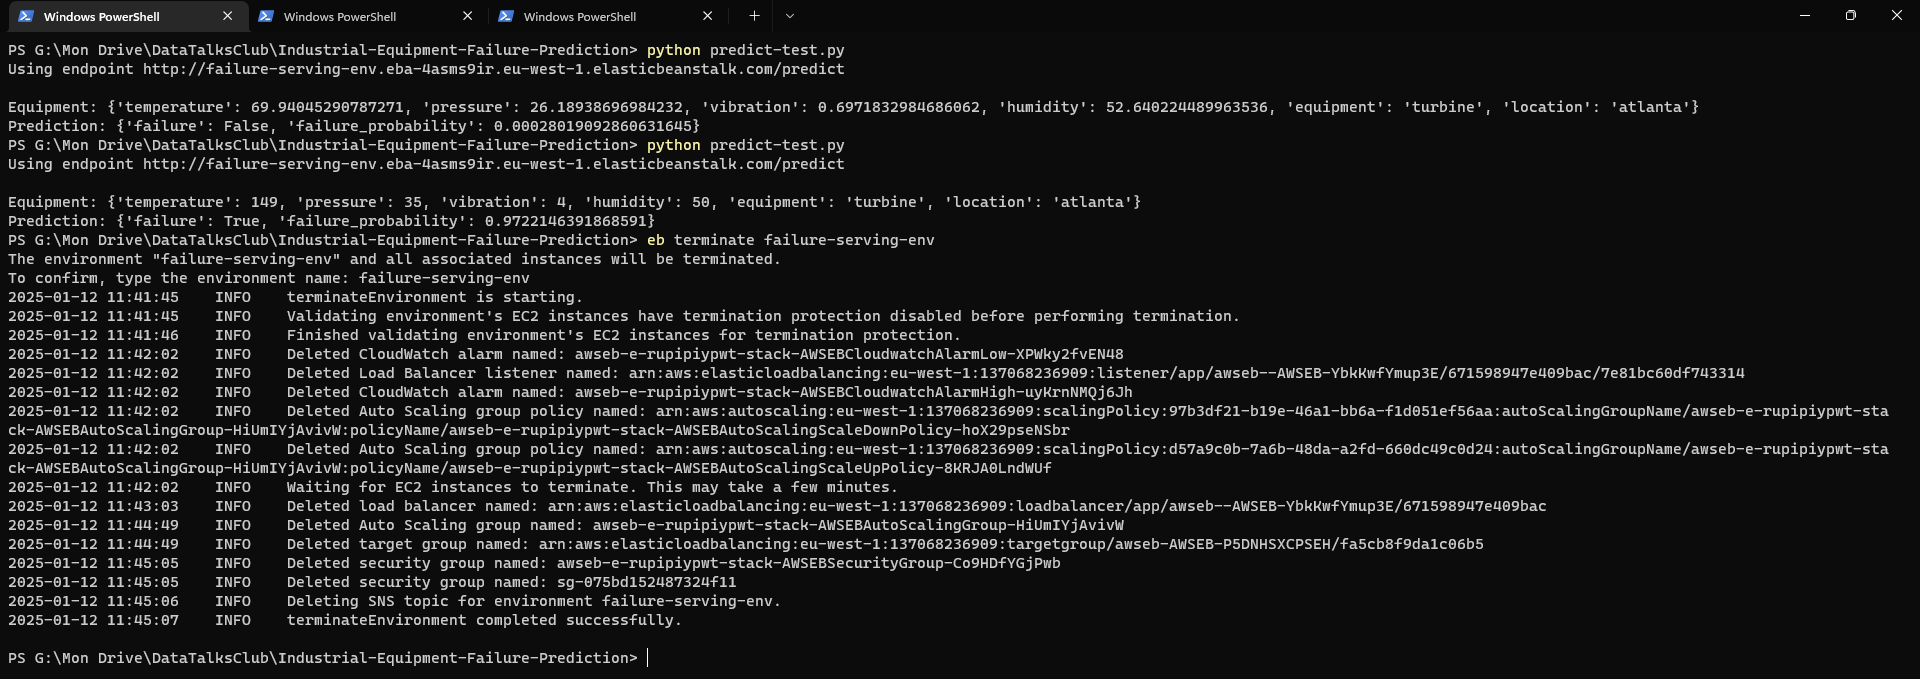 Windows PowerShell
Windows PowerShell
Windows PowerShell
PS G:\Mon Drive\DataTalksClub\Industrial-Equipment-Failure-Prediction> python predict-test.py
Using endpoint http://failure-serving-env.eba-4asms9ir.eu-west-1.elasticbeanstalk.com/predict
Equipment: {'temperature': 69.94045290787271, 'pressure': 26.18938696984232, 'vibration': 0.6971832984686062, 'humidity': 52.640224489963536, 'equipment': 'turbine', 'location': 'atlanta'}
Prediction: {'failure': False, 'failure_probability': 0.00028019092860631645}
PS G:\Mon Drive\DataTalksClub\Industrial-Equipment-Failure-Prediction> python predict-test.py
Using endpoint http://failure-serving-env.eba-4asms9ir.eu-west-1.elasticbeanstalk.com/predict
Equipment: {'temperature': 149, 'pressure': 35, 'vibration': 4, 'humidity': 50, 'equipment': 'turbine', 'location': 'atlanta'}
Prediction: {'failure': True, 'failure_probability': 0.9722146391868591}
PS G:\Mon Drive\DataTalksClub\Industrial-Equipment-Failure-Prediction> eb terminate failure-serving-env
The environment "failure-serving-env" and all associated instances will be terminated.
To confirm, type the environment name: failure-serving-env
2025-01-12 11:41:45    INFO    terminateEnvironment is starting.
2025-01-12 11:41:45    INFO    Validating environment's EC2 instances have termination protection disabled before performing termination.
2025-01-12 11:41:46    INFO    Finished validating environment's EC2 instances for termination protection.
2025-01-12 11:42:02    INFO    Deleted CloudWatch alarm named: awseb-e-rupipiypwt-stack-AWSEBCloudwatchAlarmLow-XPWky2fvEN48
2025-01-12 11:42:02    INFO    Deleted Load Balancer listener named: arn:aws:elasticloadbalancing:eu-west-1:137068236909:listener/app/awseb--AWSEB-YbkKwfYmup3E/671598947e409bac/7e81bc60df743314
2025-01-12 11:42:02    INFO    Deleted CloudWatch alarm named: awseb-e-rupipiypwt-stack-AWSEBCloudwatchAlarmHigh-uyKrnNMQj6Jh
2025-01-12 11:42:02    INFO    Deleted Auto Scaling group policy named: arn:aws:autoscaling:eu-west-1:137068236909:scalingPolicy:97b3df21-b19e-46a1-bb6a-f1d051ef56aa:autoScalingGroupName/awseb-e-rupipiypwt-sta
ck-AWSEBAutoScalingGroup-HiUmIYjAvivW:policyName/awseb-e-rupipiypwt-stack-AWSEBAutoScalingScaleDownPolicy-hoX29pseNSbr
2025-01-12 11:42:02    INFO    Deleted Auto Scaling group policy named: arn:aws:autoscaling:eu-west-1:137068236909:scalingPolicy:d57a9c0b-7a6b-48da-a2fd-660dc49c0d24:autoScalingGroupName/awseb-e-rupipiypwt-sta
ck-AWSEBAutoScalingGroup-HiUmIYjAvivW:policyName/awseb-e-rupipiypwt-stack-AWSEBAutoScalingScaleUpPolicy-8KRJA0LndWUf
2025-01-12 11:42:02    INFO    Waiting for EC2 instances to terminate. This may take a few minutes.
2025-01-12 11:43:03    INFO    Deleted load balancer named: arn:aws:elasticloadbalancing:eu-west-1:137068236909:loadbalancer/app/awseb--AWSEB-YbkKwfYmup3E/671598947e409bac
2025-01-12 11:44:49    INFO    Deleted Auto Scaling group named: awseb-e-rupipiypwt-stack-AWSEBAutoScalingGroup-HiUmIYjAvivW
2025-01-12 11:44:49    INFO    Deleted target group named: arn:aws:elasticloadbalancing:eu-west-1:137068236909:targetgroup/awseb-AWSEB-P5DNHSXCPSEH/fa5cb8f9da1c06b5
2025-01-12 11:45:05    INFO    Deleted security group named: awseb-e-rupipiypwt-stack-AWSEBSecurityGroup-Co9HDfYGjPwb
2025-01-12 11:45:05    INFO    Deleted security group named: sg-075bd152487324f11
2025-01-12 11:45:06    INFO    Deleting SNS topic for environment failure-serving-env.
2025-01-12 11:45:07    INFO    terminateEnvironment completed successfully.
PS G:\Mon Drive\DataTalksClub\Industrial-Equipment-Failure-Prediction>